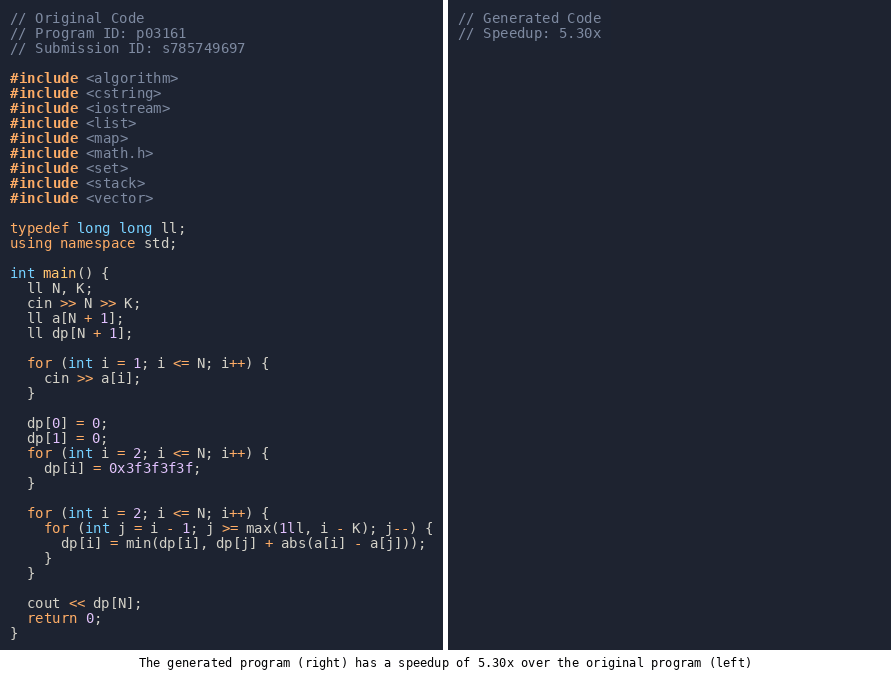 // Original Code
// Program ID: p03161
// Submission ID: s785749697
#include <algorithm>
#include <cstring>
#include <iostream>
#include <list>
#include <map>
#include <math.h>
#include <set>
#include <stack>
#include <vector>
typedef long long ll;
using namespace std;
int main() {
  ll N, K;
  cin >> N >> K;
  ll a[N + 1];
  ll dp[N + 1];
  for (int i = 1; i <= N; i++) {
    cin >> a[i];
  }
  dp[0] = 0;
  dp[1] = 0;
  for (int i = 2; i <= N; i++) {
    dp[i] = 0x3f3f3f3f;
  }
  for (int i = 2; i <= N; i++) {
    for (int j = i - 1; j >= max(1ll, i - K); j--) {
      dp[i] = min(dp[i], dp[j] + abs(a[i] - a[j]));
    }
  }
  cout << dp[N];
  return 0;
}
// Generated Code
// Speedup: 5.30x
The generated program (right) has a speedup of 5.30x over the original program (left)